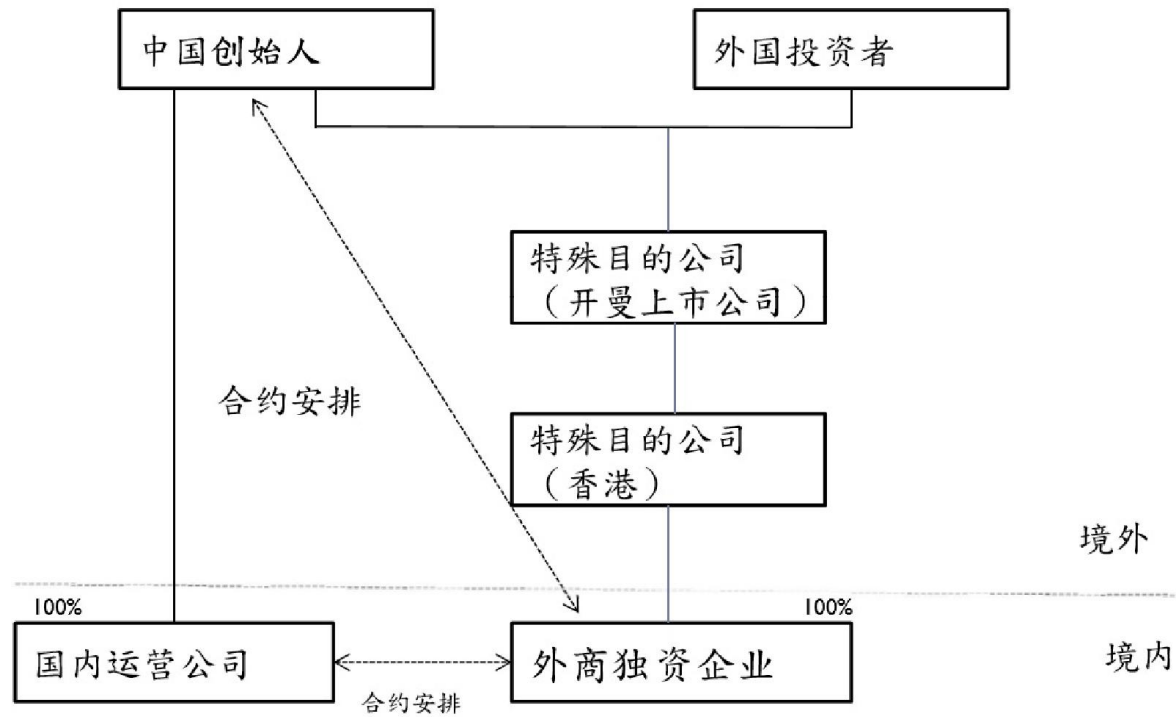 中国创始人
外国投资者
特殊目的公司
（开曼上市公司）
合约安排
特殊目的公司
（香港）
境外
100%
100%
国内运营公司
外商独资企业
境内
合约安排